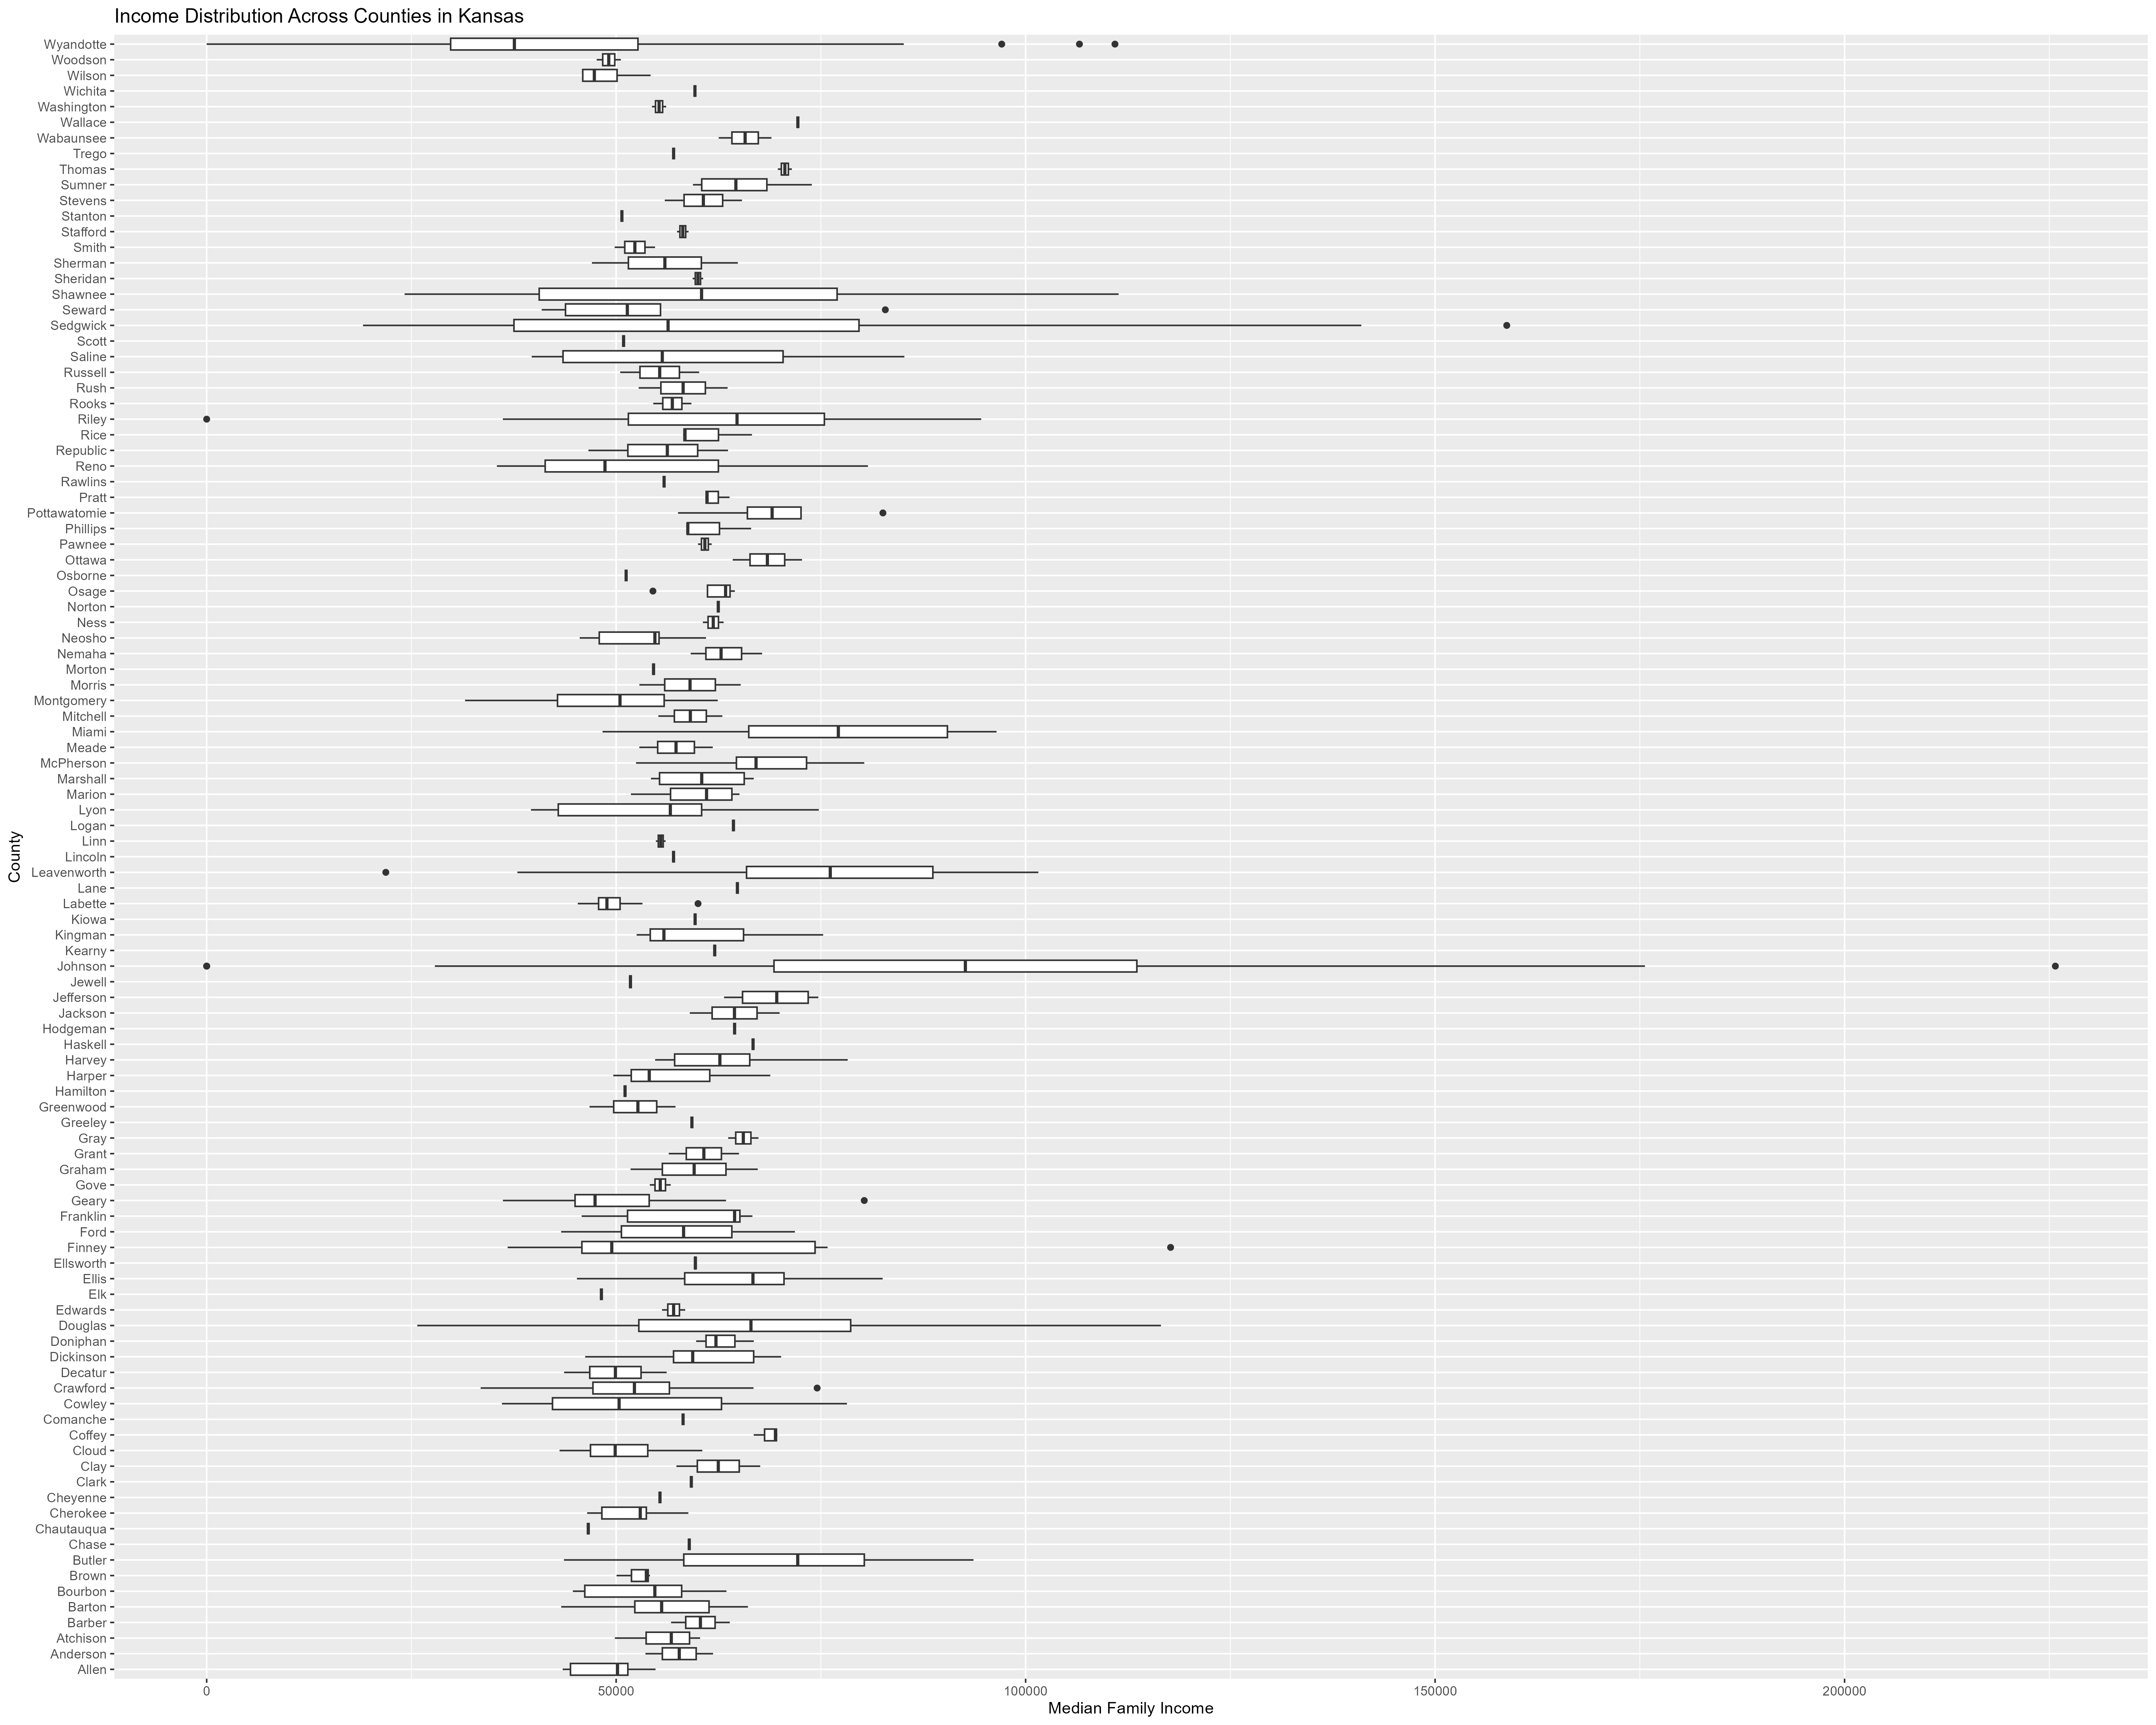 Income Distribution Across Counties in Kansas
Wyandotte
Woodson
Wilson
Wichita
Washington
Wallace
Wabaunsee
Trego
Thomas
Sumner
Stevens
Stanton
Stafford
Smith
Sherman
Sheridan
Shawnee
Seward
Sedgwick
Scott
Saline
Russell
Rush
Rooks
Riley
Rice
Republic
Reno
Rawlins
Pratt
Pottawatomie
Phillips
Pawnee
Ottawa
Osborne
Osage
Norton
Ness
Neosho
Nemaha
Morton
Morris
Montgomery
Mitchell
Miami
Meade
McPherson
Marshall
Marion
Lyon
Logan
Linn
Lincoln
Leavenworth
Lane
Labette
Kiowa
Kingman
Kearny
Johnson
Jewell
Jefferson
Jackson
Hodgeman
Haskell
Harvey
Harper
Hamilton
Greenwood
Greeley
Gray
Grant
Graham
Gove
Geary
Franklin
Ford
Finney
Ellsworth
Ellis
Elk
Edwards
Douglas
Doniphan
Dickinson
Decatur
Crawford
Cowley
Comanche
Coffey
Cloud
Clay
Clark
Cheyenne
Cherokee
Chautauqua
Chase
Butler
Brown
Bourbon
Barton
Barber
Atchison
Anderson
Allen
County
0 50000 100000 150000 200000
Median Family Income